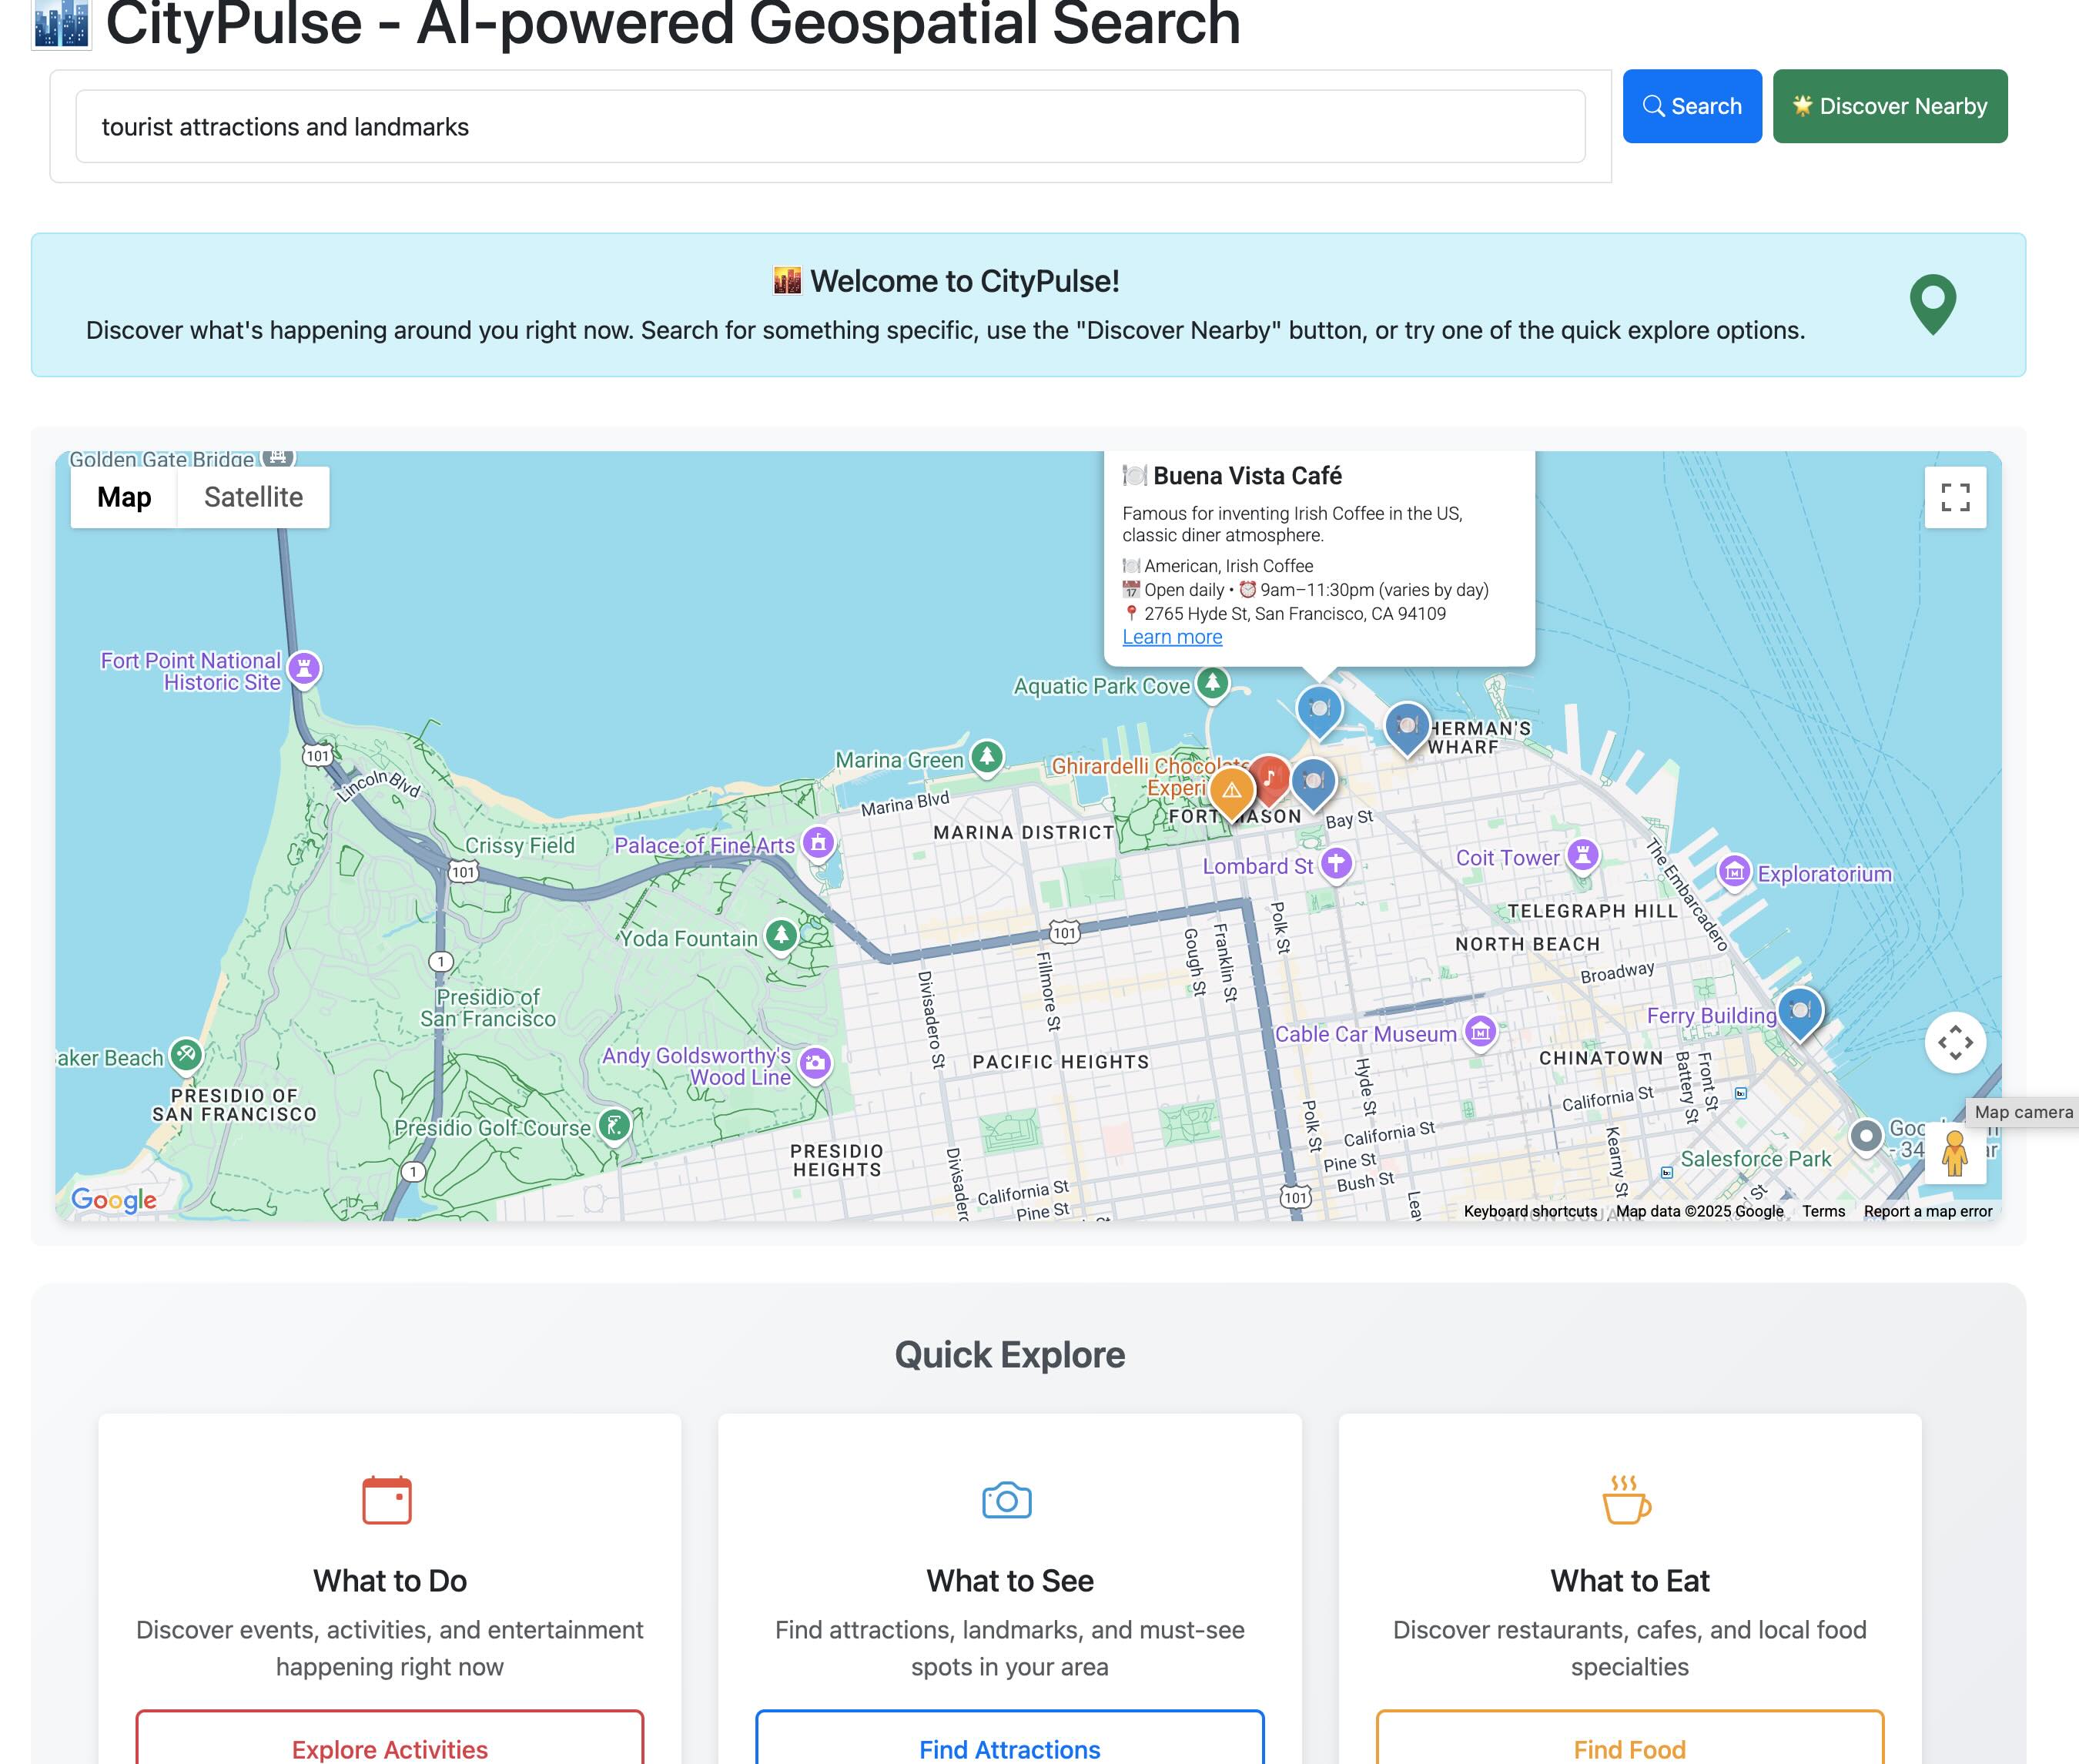 CityPulse - AI-powered Geospatial Search
tourist attractions and landmarks
Search
Discover Nearby
Welcome to CityPulse!
Discover what's happening around you right now. Search for something specific, use the "Discover Nearby" button, or try one of the quick explore options.
Golden Gate Bridge
Map
Satellite
Buena Vista Café
Famous for inventing Irish Coffee in the US,
classic diner atmosphere.
American, Irish Coffee
Open daily • 9am–11:30pm (varies by day)
2765 Hyde St, San Francisco, CA 94109
Learn more
Fort Point National
Historic Site
Aquatic Park Cove
HERMAN'S
WHARF
101
Lincoln Blvd
Marina Green
Ghirardelli Chocolate
Experi
Marina Blvd
FORT MASON
Bay St
MARINA DISTRICT
Crissy Field
Palace of Fine Arts
101
Lombard St
Coit Tower
The Embarcadero
Exploratorium
TELEGRAPH HILL
Yoda Fountain
101
Polk St
Gough St
Franklin St
Fillmore St
Divisadero St
NORTH BEACH
Broadway
1
Presidio of
San Francisco
Ferry Building
Cable Car Museum
aker Beach
Andy Goldsworthy's
Wood Line
PACIFIC HEIGHTS
CHINATOWN
Hyde St
Battery St
Front St
PRESIDIO OF
SAN FRANCISCO
California St
Map camera
Presidio Golf Course
Polk St
California St
Kearny St
Goo
- 34
ar
PRESIDIO
HEIGHTS
Divisadero
Pine St
Bush St
Salesforce Park
1
California St
Pine St
101
Leav
St
Google
Keyboard shortcuts
Map data ©2025 Google
Terms
Report a map error
Quick Explore
What to Do
Discover events, activities, and entertainment
happening right now
Explore Activities
What to See
Find attractions, landmarks, and must-see
spots in your area
Find Attractions
What to Eat
Discover restaurants, cafes, and local food
specialties
Find Food